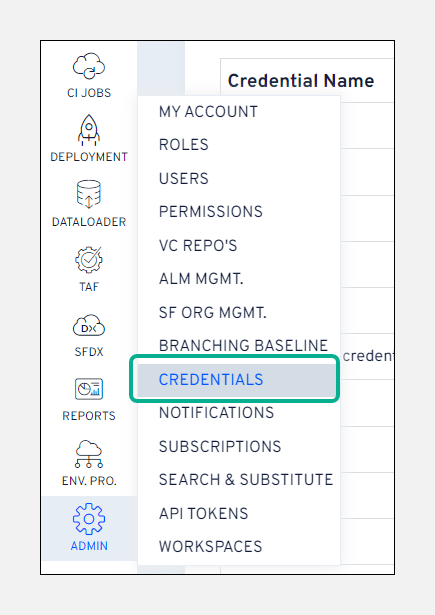 CI JOBS
DEPLOYMENT
DATALOADER
TAF
DX
SFDX
REPORTS
ENV. PRO.
ADMIN
MY ACCOUNT
ROLES
USERS
PERMISSIONS
VC REPO'S
ALM MGMT.
SF ORG MGMT.
BRANCHING BASELINE
CREDENTIALS
NOTIFICATIONS
SUBSCRIPTIONS
SEARCH & SUBSTITUTE
API TOKENS
WORKSPACES
Credential Name
credent